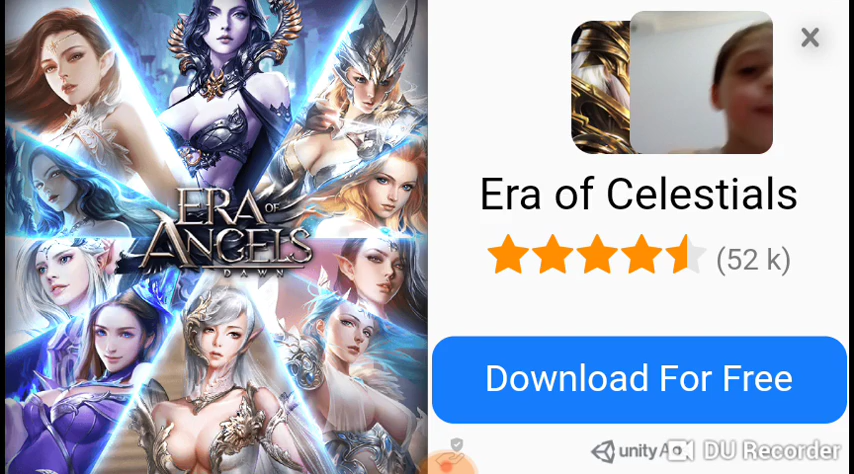 ERA OF
ANGELS
DAWN
Era of Celestials
(52 k)
Download For Free
unity
DU Recorder